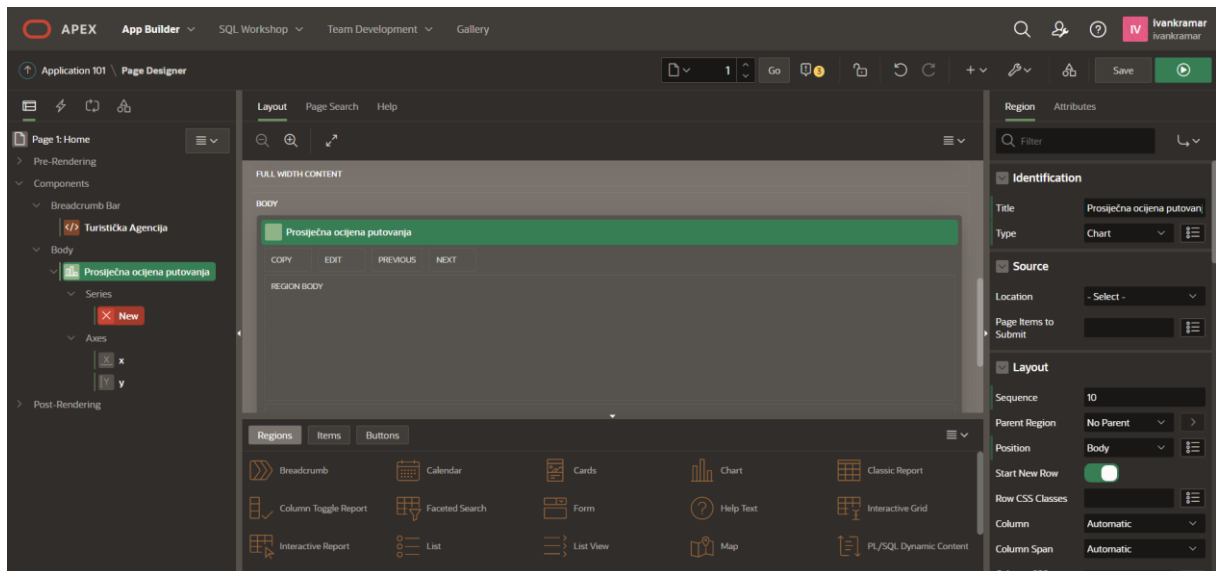 APEX App Builder SQL Workshop Team Development Gallery IV ivankramar
ivankramar
Application 101 \ Page Designer 1 Go 3 Save
Page 1: Home
Pre-Rendering
Components
Breadcrumb Bar
</> Turistička Agencija
Body
Prosiječna ocijena putovanja
Series
New
Axes
X x
Y y
Post-Rendering
Layout Page Search Help
FULL WIDTH CONTENT
BODY
Prosiječna ocijena putovanja
COPY EDIT PREVIOUS NEXT
REGION BODY
Regions Items Buttons
Breadcrumb Calendar Cards Chart Classic Report
Column Toggle Report Faceted Search Form Help Text Interactive Grid
Interactive Report List List View Map PL/SQL Dynamic Content
Region Attributes
Filter
Identification
Title Prosiječna ocijena putovanj
Type Chart
Source
Location - Select -
Page Items to
Submit
Layout
Sequence 10
Parent Region No Parent
Position Body
Start New Row
Row CSS Classes
Column Automatic
Column Span Automatic